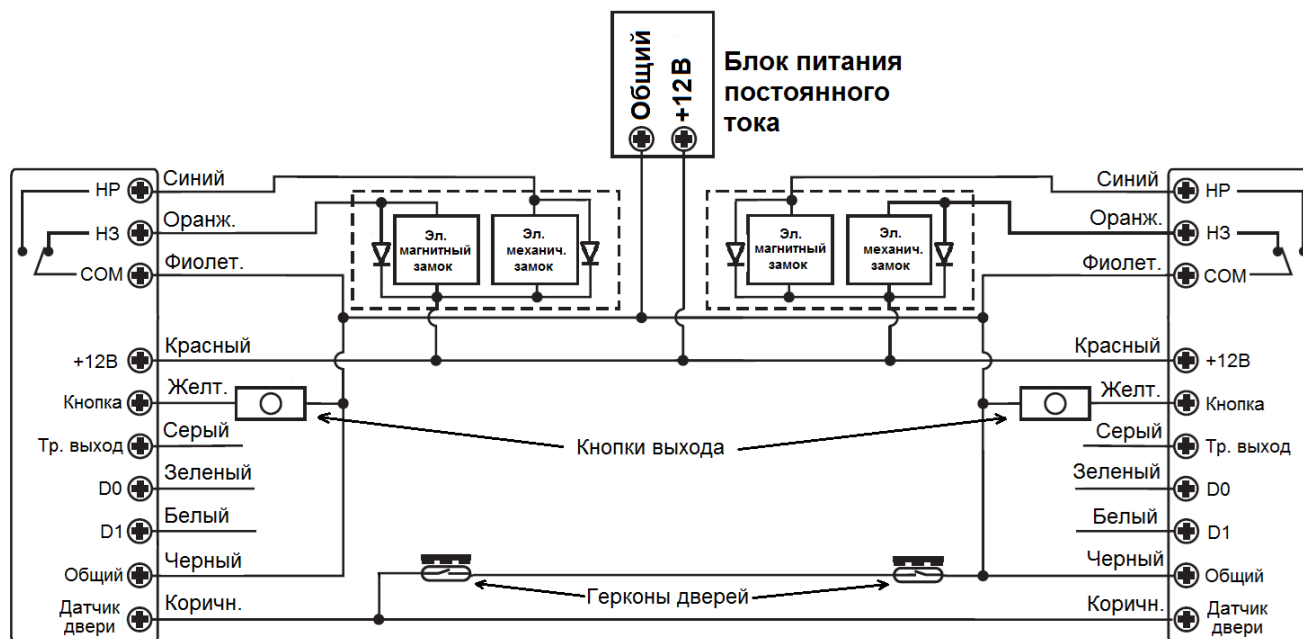 Общий
+12В
Блок питания
постоянного
тока
НР
Синий
Синий
НР
НЗ
Оранж.
Эл.
магнитный
замок
Эл.
механич.
замок
Эл.
магнитный
замок
Эл.
механич.
замок
Оранж.
НЗ
COM
Фиолет.
Фиолет.
COM
+12В
Красный
Красный
+12В
Кнопка
Желт.
Желт.
Кнопка
Кнопки выхода
Тр. выход
Серый
Серый
Тр. выход
D0
Зеленый
Зеленый
D0
D1
Белый
Белый
D1
Общий
Черный
Черный
Общий
Герконы дверей
Датчик
двери
Коричн.
Коричн.
Датчик
двери